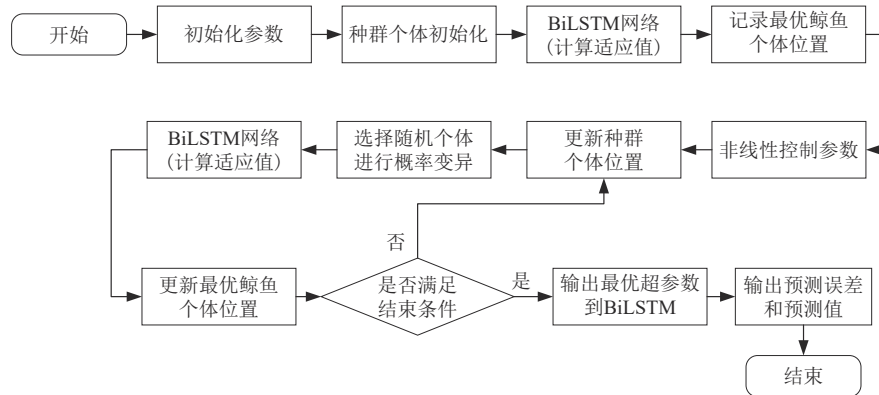 开始
初始化参数
种群个体初始化
BiLSTM网络
(计算适应值)
记录最优鲸鱼
个体位置
非线性控制参数
更新种群
个体位置
选择随机个体
进行概率变异
BiLSTM网络
(计算适应值)
更新最优鲸鱼
个体位置
是否满足
结束条件
否
是
输出最优超参数
到BiLSTM
输出预测误差
和预测值
结束